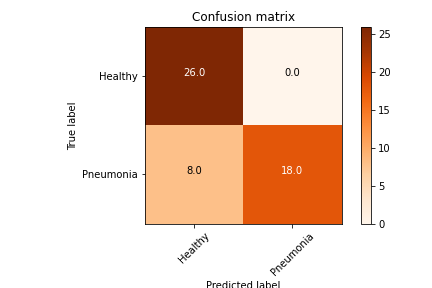 Confusion matrix
True label
Healthy
26.0
0.0
Pneumonia
8.0
18.0
Healthy
Pneumonia
Predicted label
25
20
15
10
5
0